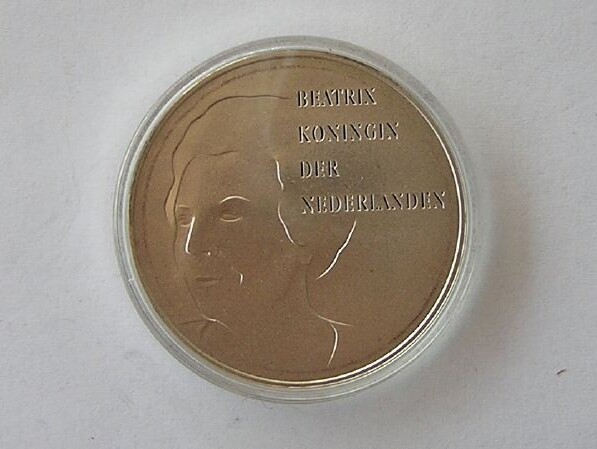 BEATRIX
KONINGIN
DER
NEDERLANDEN